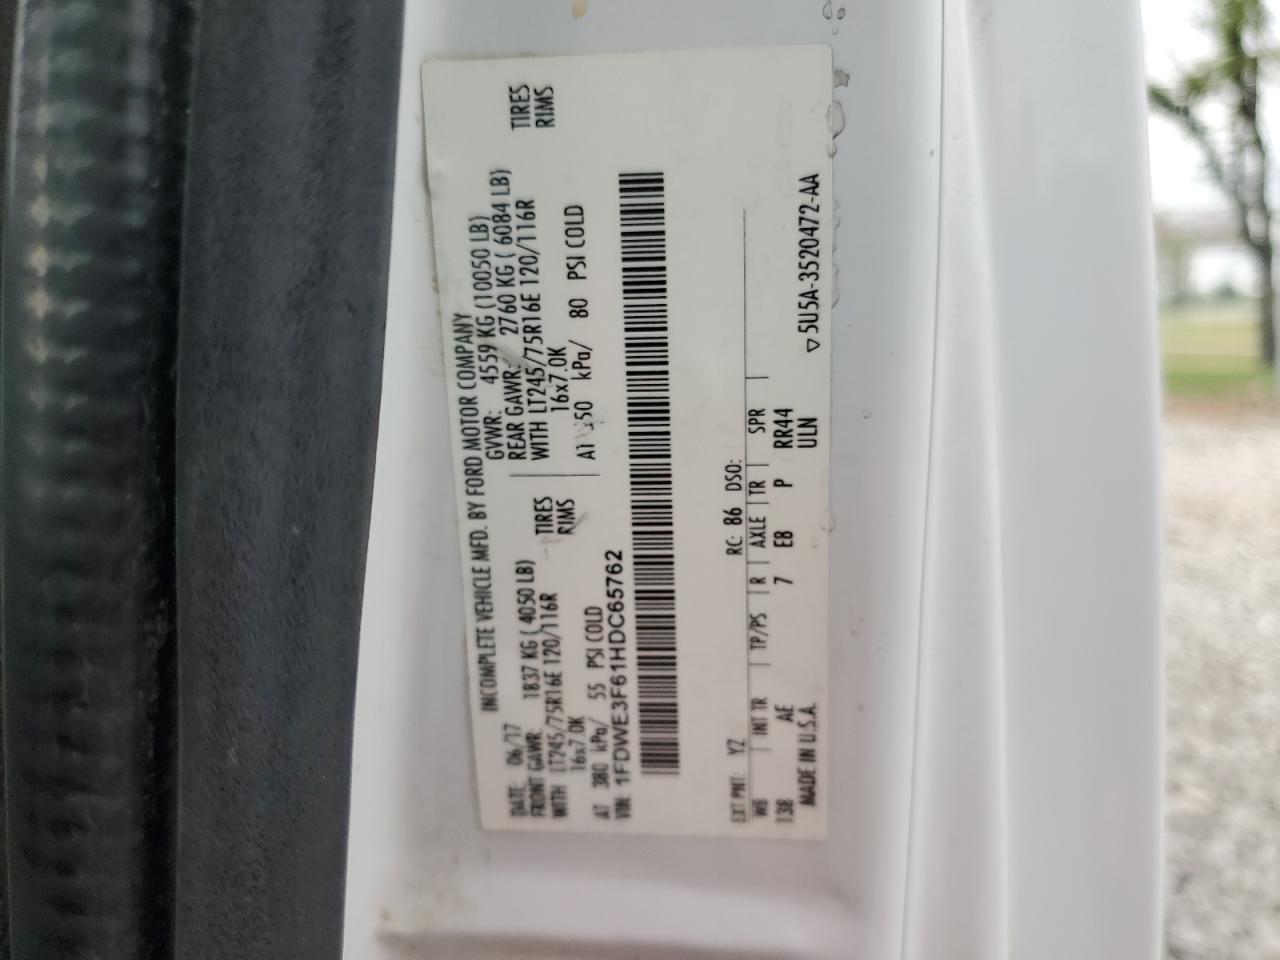 INCOMPLETE VEHICLE MFD. BY FORD MOTOR COMPANY
DATE: 06/17 GVWR: 4559 KG (10050 LB)
FRONT GAWR: 1837 KG ( 4050 LB) REAR GAWR: 2760 KG ( 6084 LB)
WITH LT245/75R16E 120/116R TIRES WITH LT245/75R16E 120/116R TIRES
16x7.0K RIMS 16x7.0K RIMS
AT 380 kPa/ 55 PSI COLD AT 50 kPa/ 80 PSI COLD
VIN: 1FDWE3F61HDC65762
EXT PNT: YZ RC: 86 DSO:
WB INT TR TP/PS R AXLE TR SPR
138 AE 7 E8 P RR44
MADE IN U.S.A. ULN
▽5U5A-3520472-AA